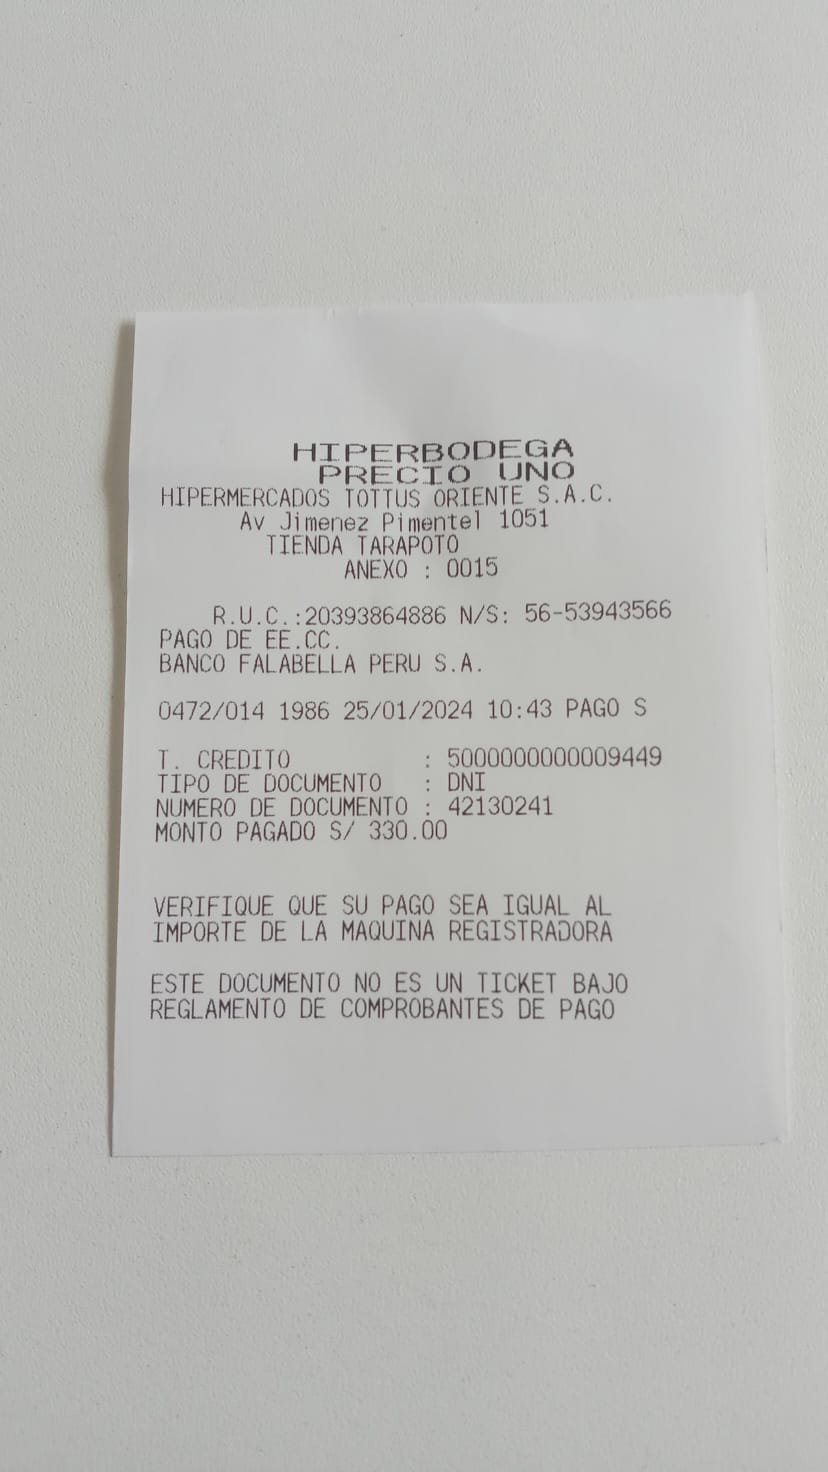 HIPERBODEGA
PRECIO UNO
HIPERMERCADOS TOTTUS ORIENTE S.A.C.
Av Jimenez Pimentel 1051
TIENDA TARAPOTO
ANEXO : 0015
R.U.C.:20393864886 N/S: 56-53943566
PAGO DE EE.CC.
BANCO FALABELLA PERU S.A.
0472/014 1986 25/01/2024 10:43 PAGO S
T. CREDITO : 5000000000009449
TIPO DE DOCUMENTO : DNI
NUMERO DE DOCUMENTO : 42130241
MONTO PAGADO S/ 330.00
VERIFIQUE QUE SU PAGO SEA IGUAL AL
IMPORTE DE LA MAQUINA REGISTRADORA
ESTE DOCUMENTO NO ES UN TICKET BAJO
REGLAMENTO DE COMPROBANTES DE PAGO